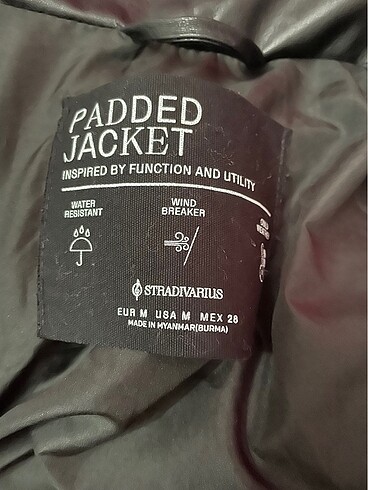 PADDED
JACKET
INSPIRED BY FUNCTION AND UTILITY
WATER
RESISTANT
WIND
BREAKER
STRADIVARIUS
EUR M USA M MEX 28
MADE IN MYANMAR(BURMA)